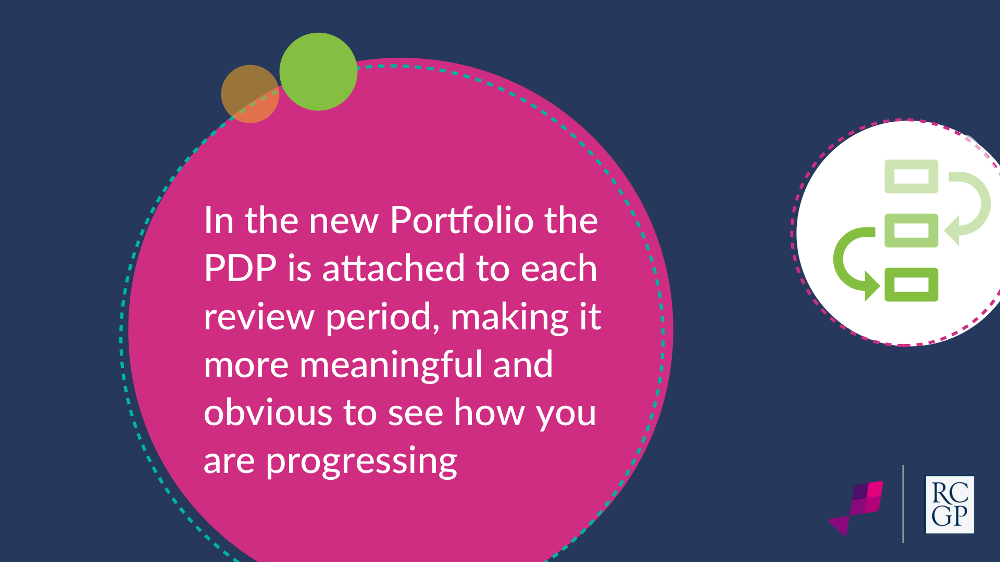 In the new Portfolio the
PDP is attached to each
review period, making it
more meaningful and
obvious to see how you
are progressing
RC
GP